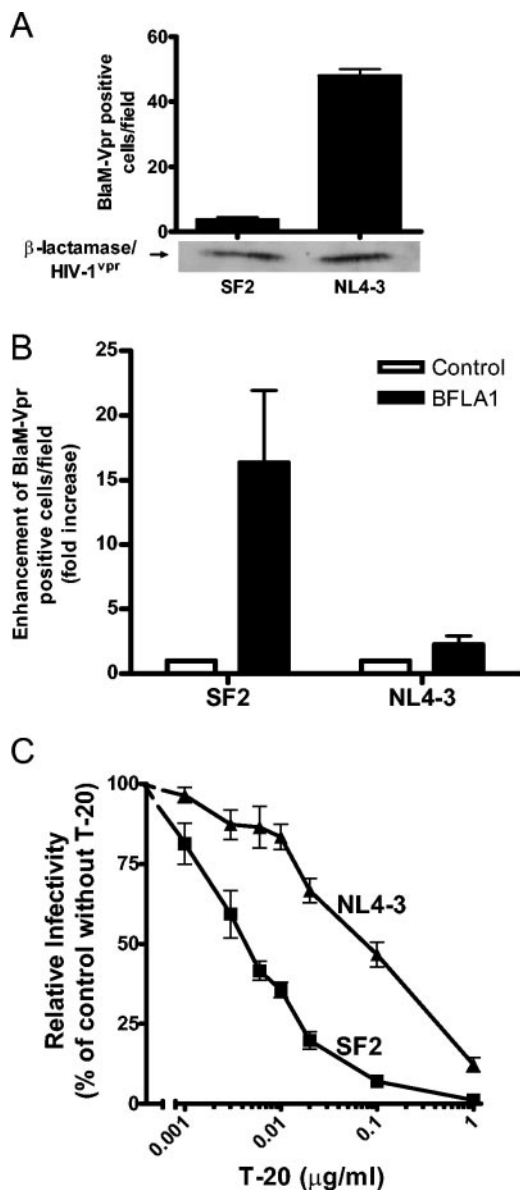 A
BlaM-Vpr positive
cells/field
60
40
20
0
β-lactamase/
HIV-1vpr
SF2 NL4-3
B
Enhancement of BlaM-Vpr
positive cells/field
(fold increase)
25
20
15
10
5
0
Control
BFLA1
SF2 NL4-3
C
Relative Infectivity
(% of control without T-20)
100
75
50
25
0
NL4-3
SF2
0.001 0.01 0.1 1
T-20 (μg/ml)